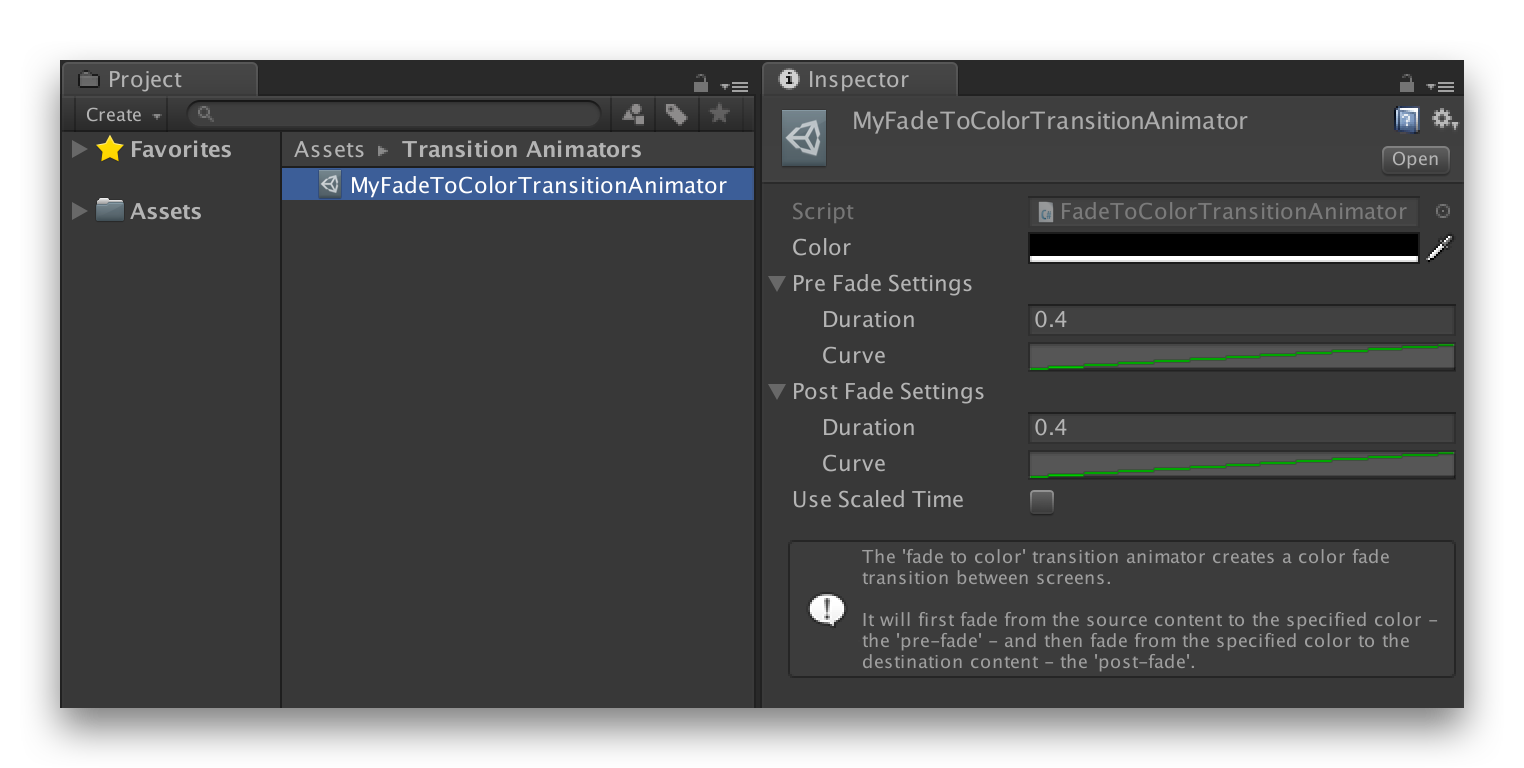 Project
Create
Favorites
Assets
Assets ▸ Transition Animators
MyFadeToColorTransitionAnimator
Inspector
MyFadeToColorTransitionAnimator
Open
Script
FadeToColorTransitionAnimator
Color
Pre Fade Settings
Duration
0.4
Curve
Post Fade Settings
Duration
0.4
Curve
Use Scaled Time
The 'fade to color' transition animator creates a color fade
transition between screens.
It will first fade from the source content to the specified color –
the 'pre-fade' – and then fade from the specified color to the
destination content – the 'post-fade'.